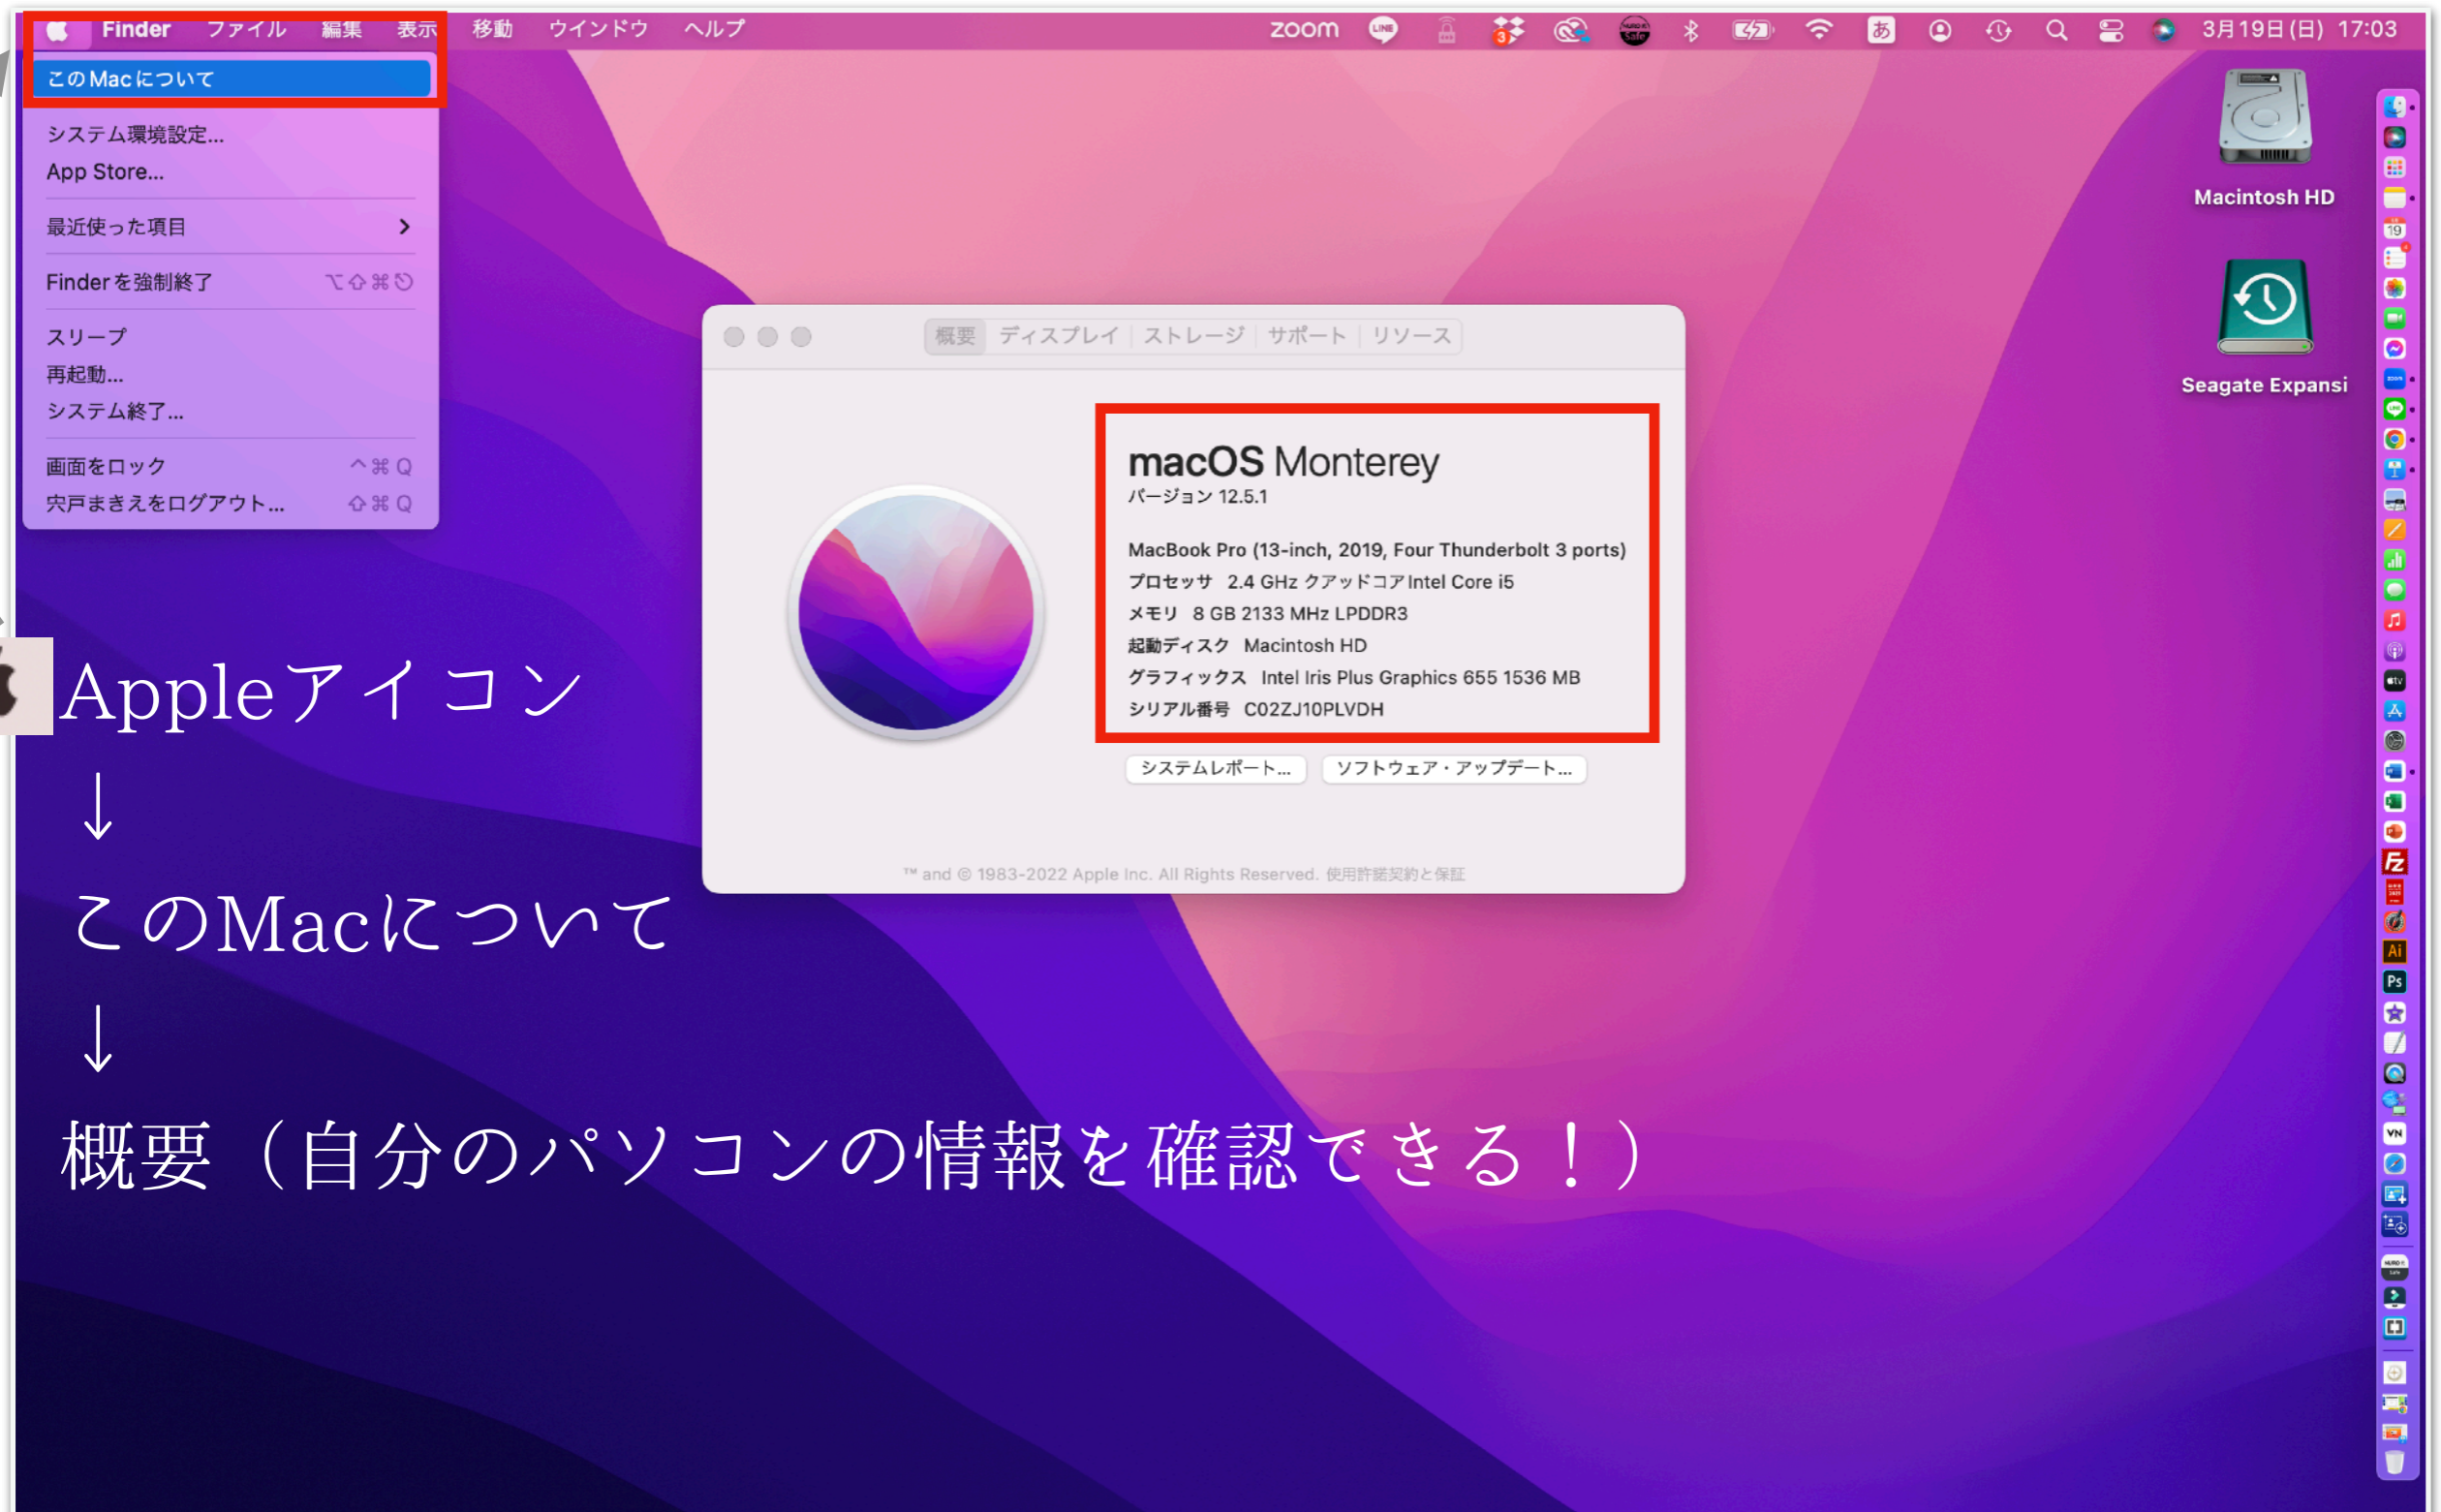 Finder ファイル 編集 表示 移動 ウインドウ ヘルプ
zoom LINE 3 NURO 光 Safe あ 3月19日(日) 17:03
このMacについて
システム環境設定...
App Store...
最近使った項目
Finderを強制終了 ⌥⇧⌘⎋
スリープ
再起動...
システム終了...
画面をロック ^⌘Q
宍戸まきえをログアウト... ⇧⌘Q
Macintosh HD
Seagate Expansi
概要 ディスプレイ ストレージ サポート リソース
macOS Monterey
バージョン 12.5.1
MacBook Pro (13-inch, 2019, Four Thunderbolt 3 ports)
プロセッサ 2.4 GHz クアッドコアIntel Core i5
メモリ 8 GB 2133 MHz LPDDR3
起動ディスク Macintosh HD
グラフィックス Intel Iris Plus Graphics 655 1536 MB
シリアル番号 C02ZJ10PLVDH
システムレポート... ソフトウェア・アップデート...
™ and © 1983-2022 Apple Inc. All Rights Reserved. 使用許諾契約と保証
Appleアイコン
↓
このMacについて
↓
概要（自分のパソコンの情報を確認できる！）
19
zoom
LINE
tv
Fz
Ai
Ps
VN